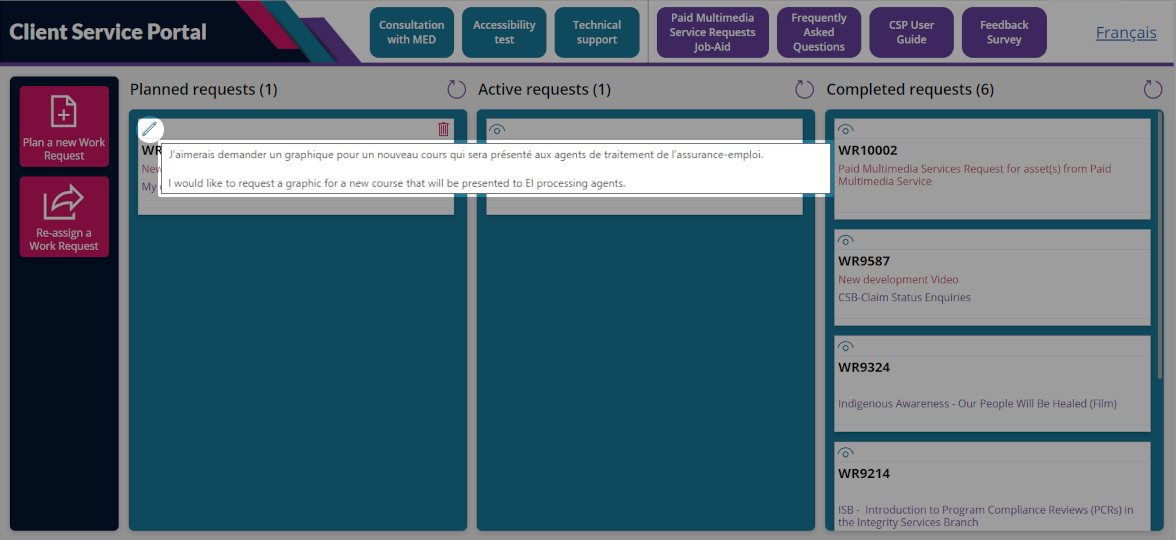 Client Service Portal
Consultation
with MED
Accessibility
test
Technical
support
Paid Multimedia
Service Requests
Job-Aid
Frequently
Asked
Questions
CSP User
Guide
Feedback
Survey
Français
Plan a new Work
Request
Re-assign a
Work Request
Planned requests (1)
WR
New
My
J'aimerais demander un graphique pour un nouveau cours qui sera présenté aux agents de traitement de l'assurance-emploi.
I would like to request a graphic for a new course that will be presented to EI processing agents.
Active requests (1)
Completed requests (6)
WR10002
Paid Multimedia Services Request for asset(s) from Paid
Multimedia Service
WR9587
New development Video
CSB-Claim Status Enquiries
WR9324
Indigenous Awareness - Our People Will Be Healed (Film)
WR9214
ISB - Introduction to Program Compliance Reviews (PCRs) in
the Integrity Services Branch